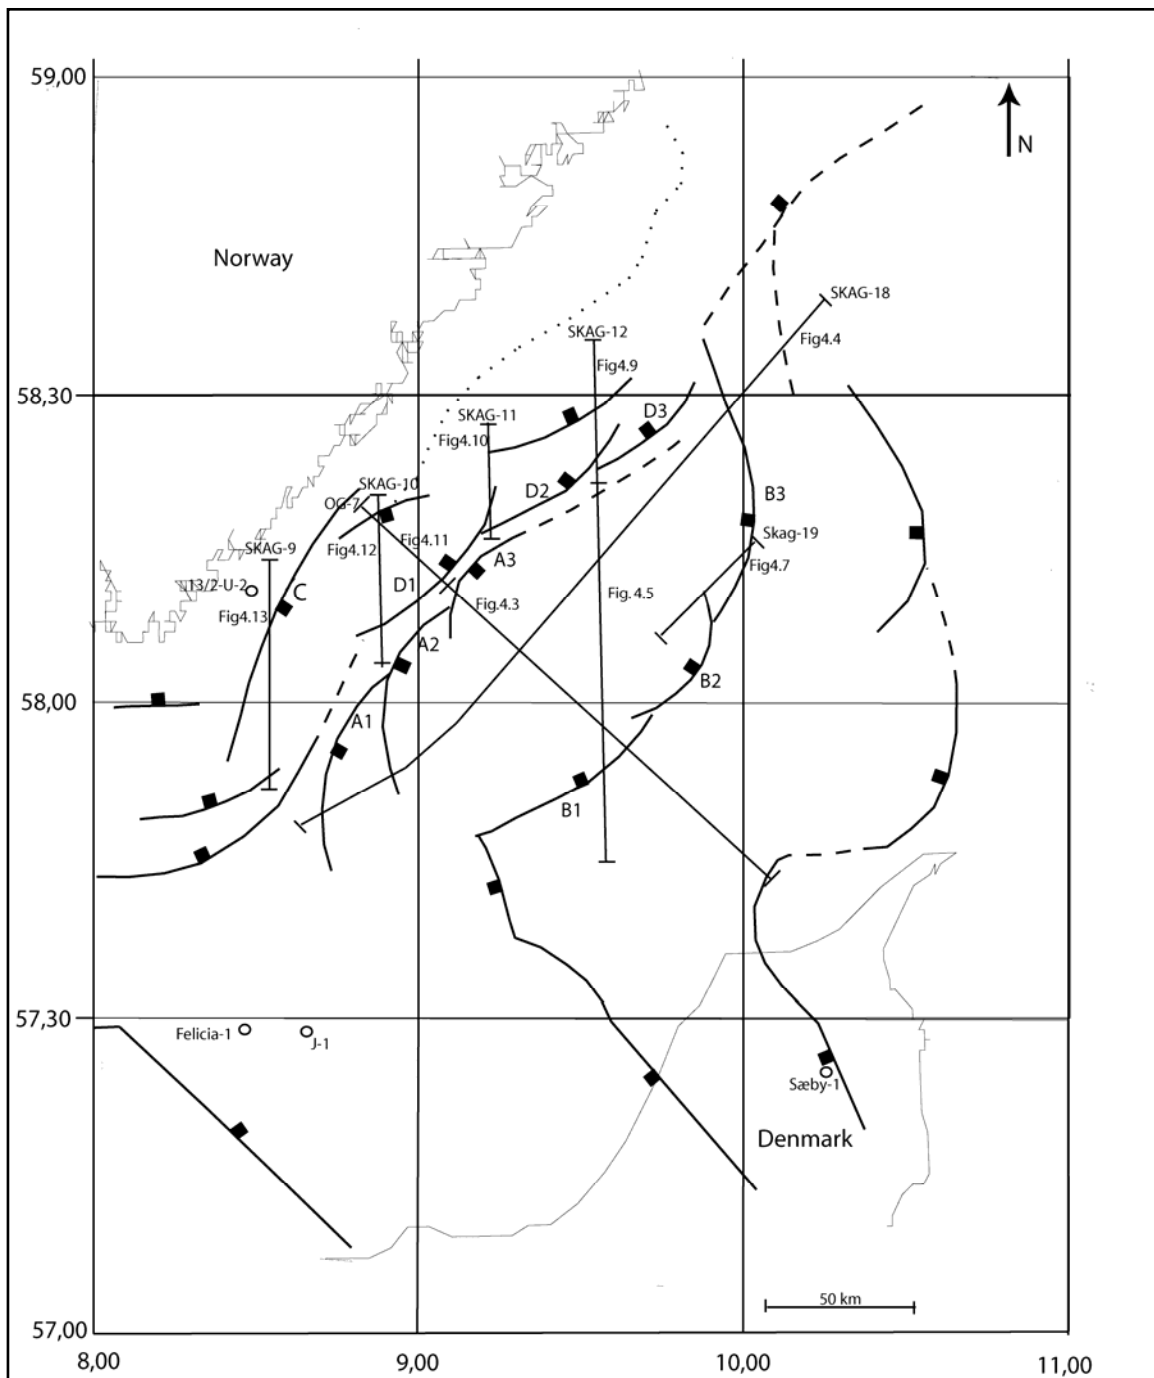 59,00
N
Norway
SKAG-18
SKAG-12
Fig4.4
Fig4.9
58,30
SKAG-11
D3
Fig4.10
SKAG-10
D2
B3
OG-7
Skag-19
Fig4.11
SKAG-9
Fig4.12
A3
Fig4.7
13/2-U-2
C
D1
Fig.4.3
Fig. 4.5
Fig4.13
A2
B2
58,00
A1
B1
57,30
Felicia-1
J-1
Sæby-1
Denmark
50 km
57,00
8,00
9,00
10,00
11,00